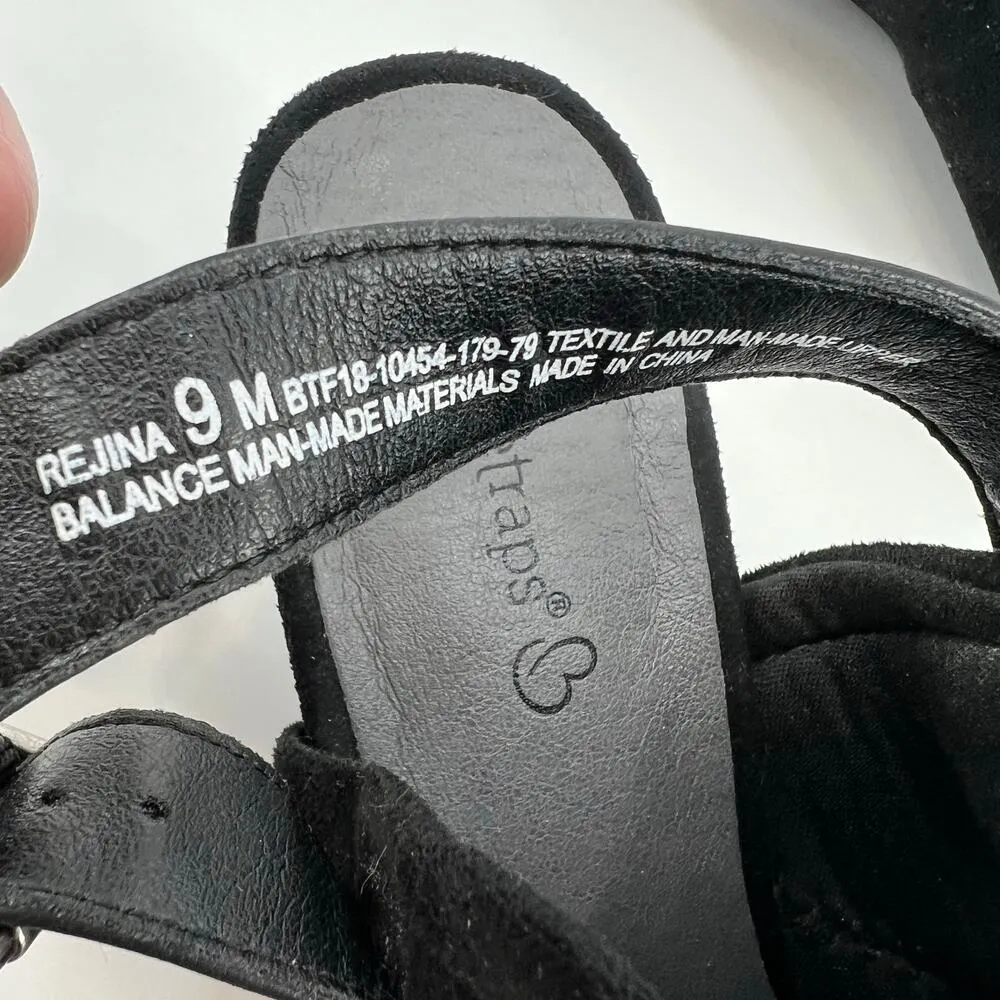 REJINA 9 M BTF18-10454-179-79 TEXTILE AND MAN-MADE UPPER
BALANCE MAN-MADE MATERIALS MADE IN CHINA
traps®